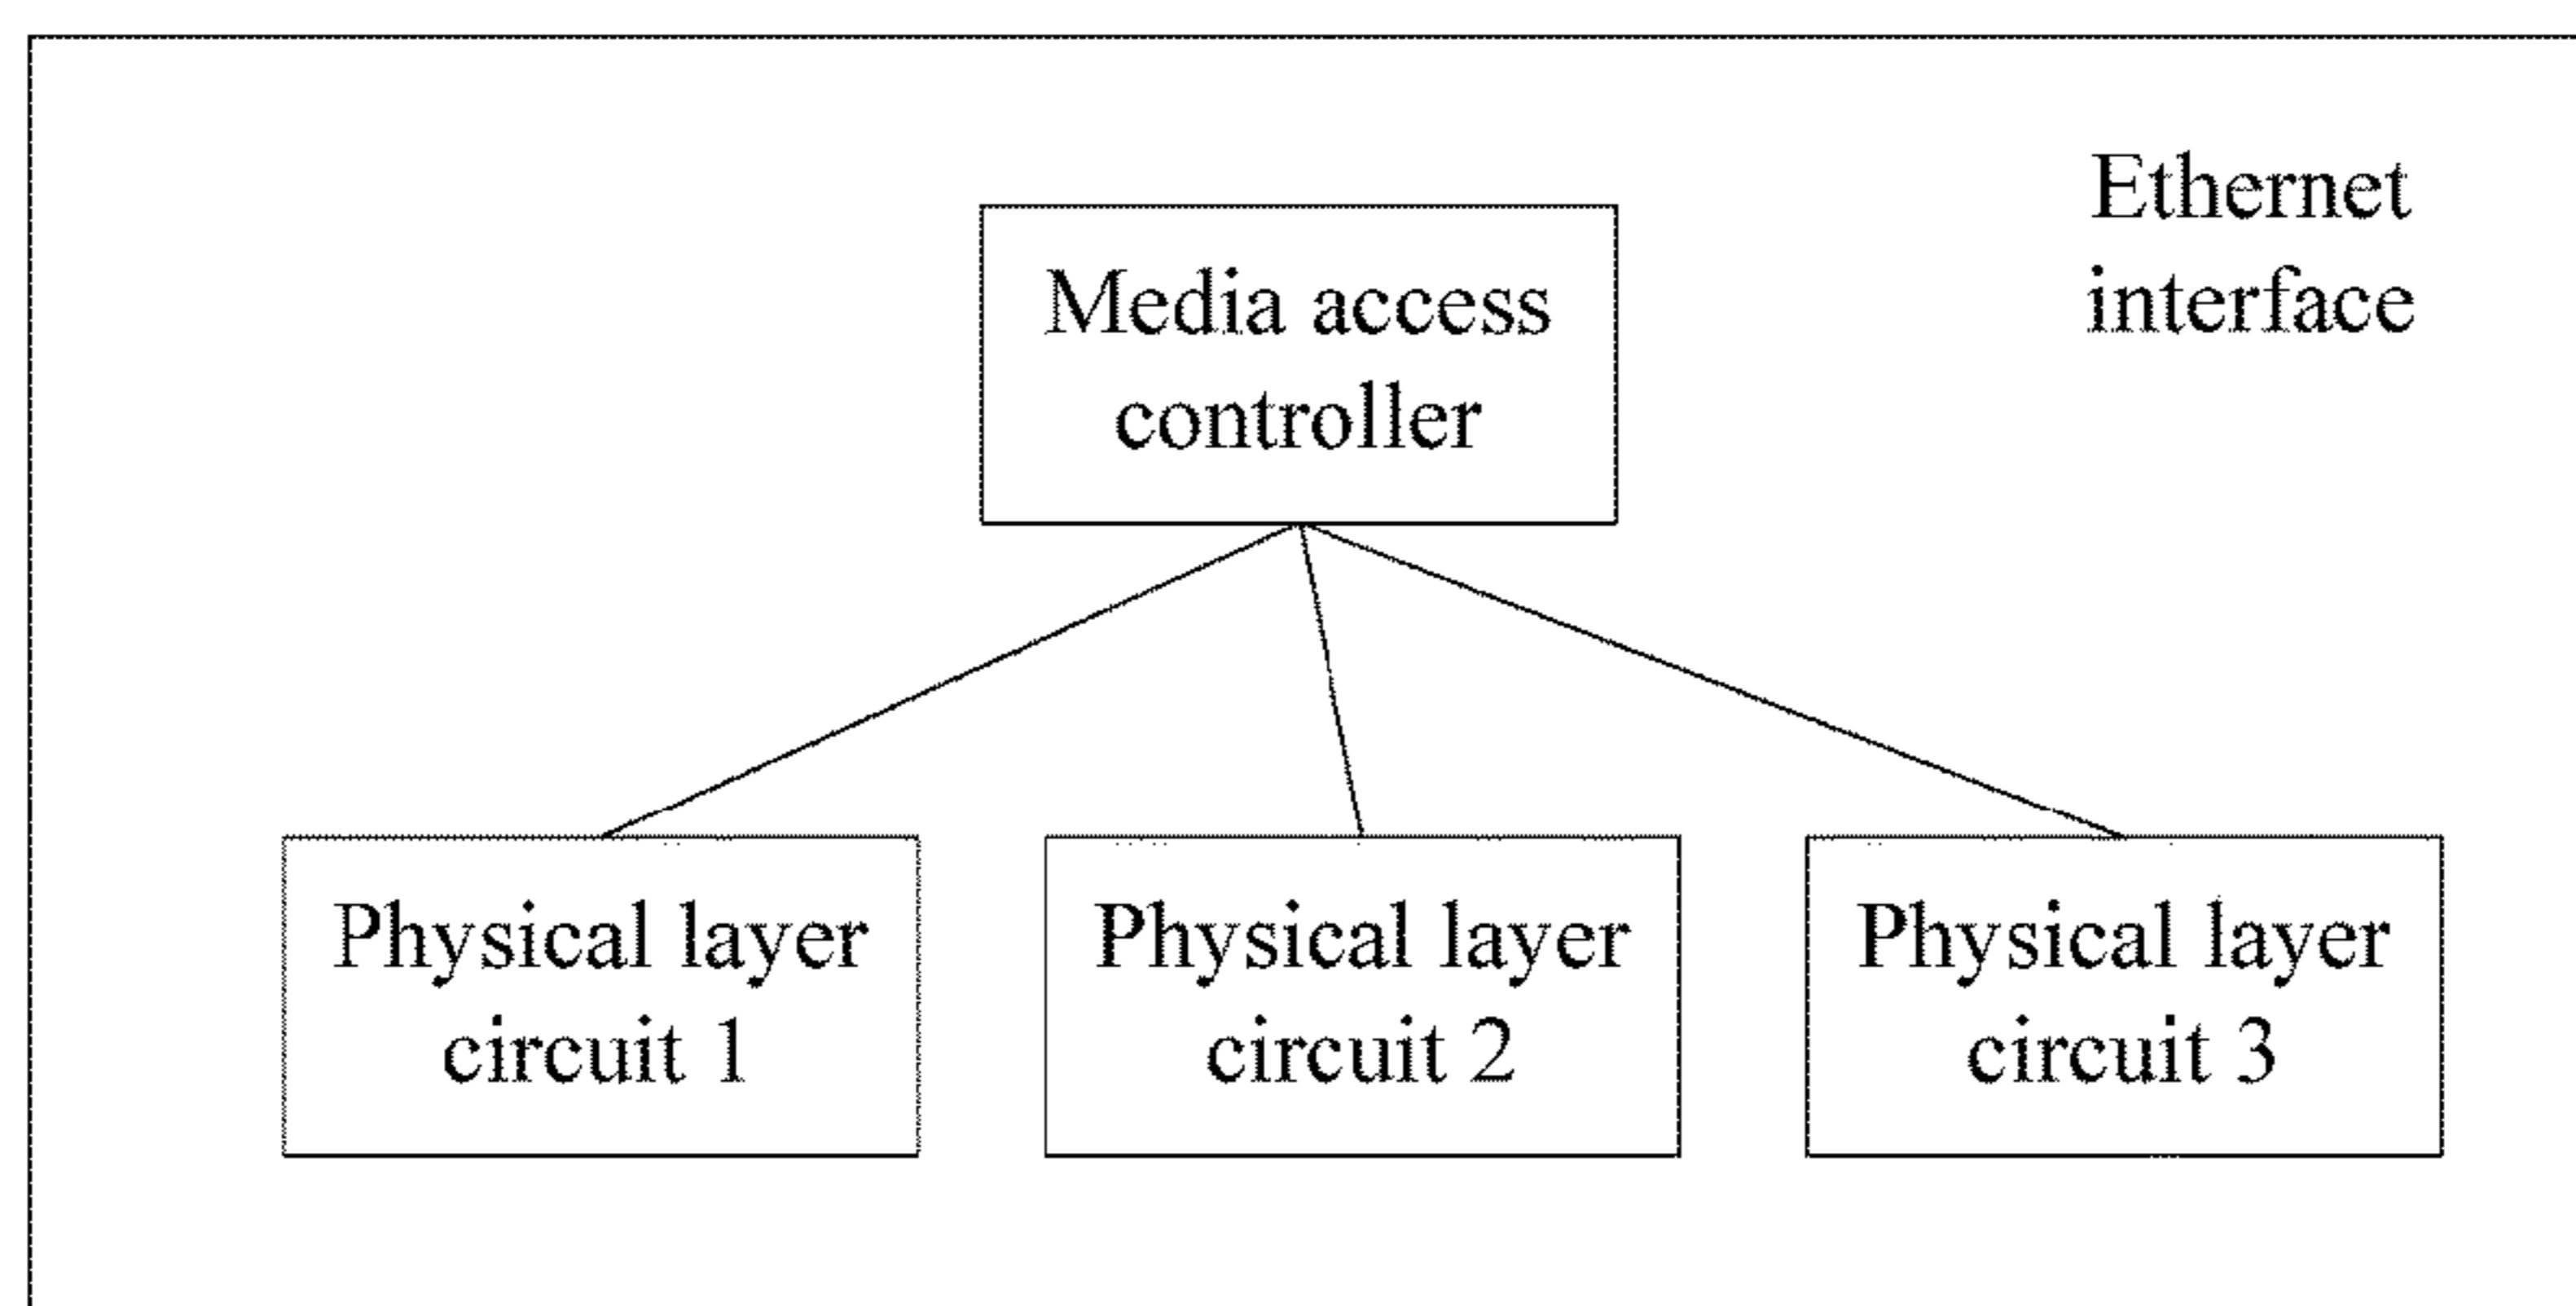 Ethernet
interface
Media access
controller
Physical layer
circuit 1
Physical layer
circuit 2
Physical layer
circuit 3